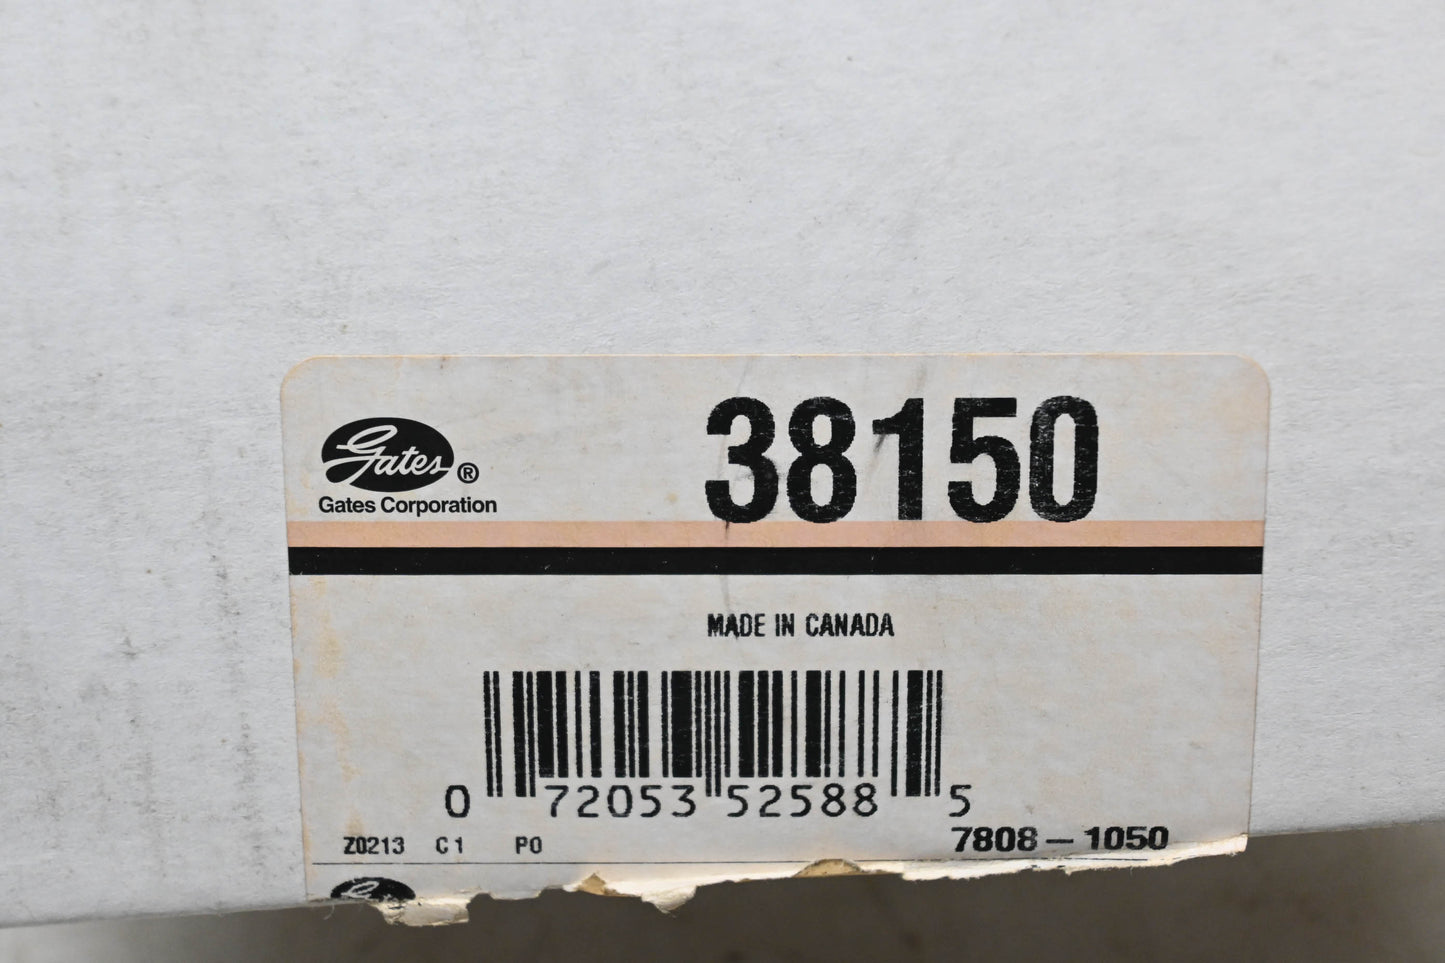 Gates®
Gates Corporation
38150
MADE IN CANADA
0 72053 52588 5
Z0213 C1 P0
7808-1050